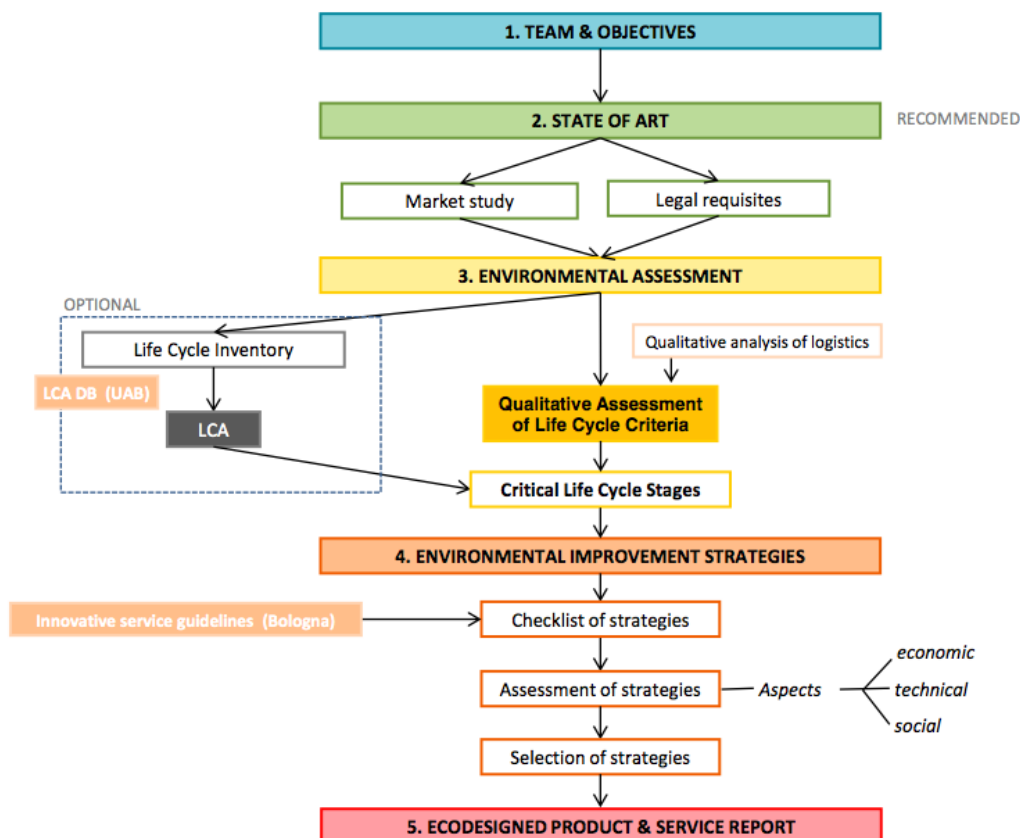 1. TEAM & OBJECTIVES
2. STATE OF ART
RECOMMENDED
Market study
Legal requisites
3. ENVIRONMENTAL ASSESSMENT
OPTIONAL
Life Cycle Inventory
Qualitative analysis of logistics
LCA DB (UAB)
LCA
Qualitative Assessment
of Life Cycle Criteria
Critical Life Cycle Stages
4. ENVIRONMENTAL IMPROVEMENT STRATEGIES
Innovative service guidelines (Bologna)
Checklist of strategies
Assessment of strategies
Aspects
economic
technical
social
Selection of strategies
5. ECODESIGNED PRODUCT & SERVICE REPORT